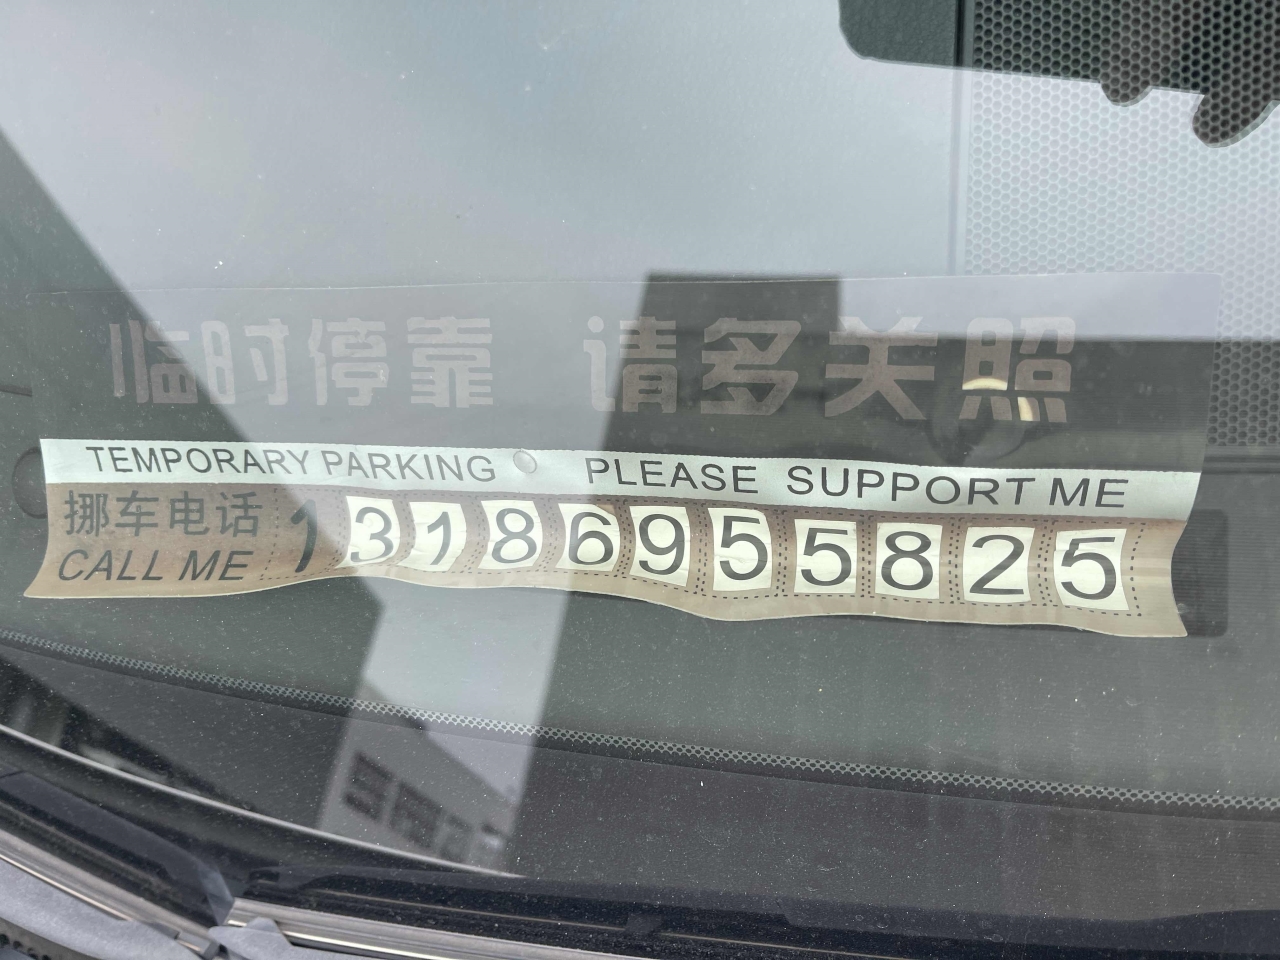 临时停靠 请多关照
TEMPORARY PARKING PLEASE SUPPORT ME
挪车电话 13186955825
CALL ME